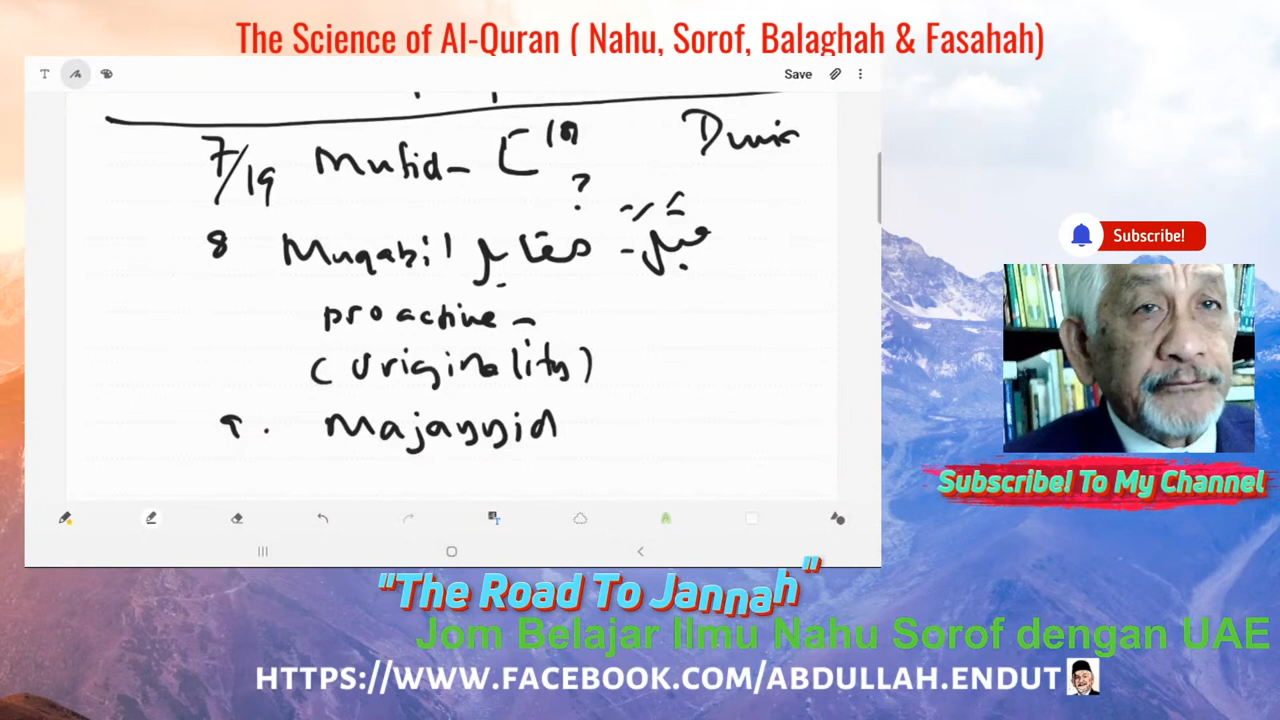 The Science of Al-Quran ( Nahu, Sorof, Balaghah & Fasahah)
T
Save
7/19 Mufid-
?
8 Muqabil مقابل - قبل
proactive -
(originality)
9. Majayyid
Subscribe!
Subscribe! To My Channel
"The Road To Jannah"
Jom Belajar Ilmu Nahu Sorof dengan UAE
HTTPS://WWW.FACEBOOK.COM/ABDULLAH.ENDUT